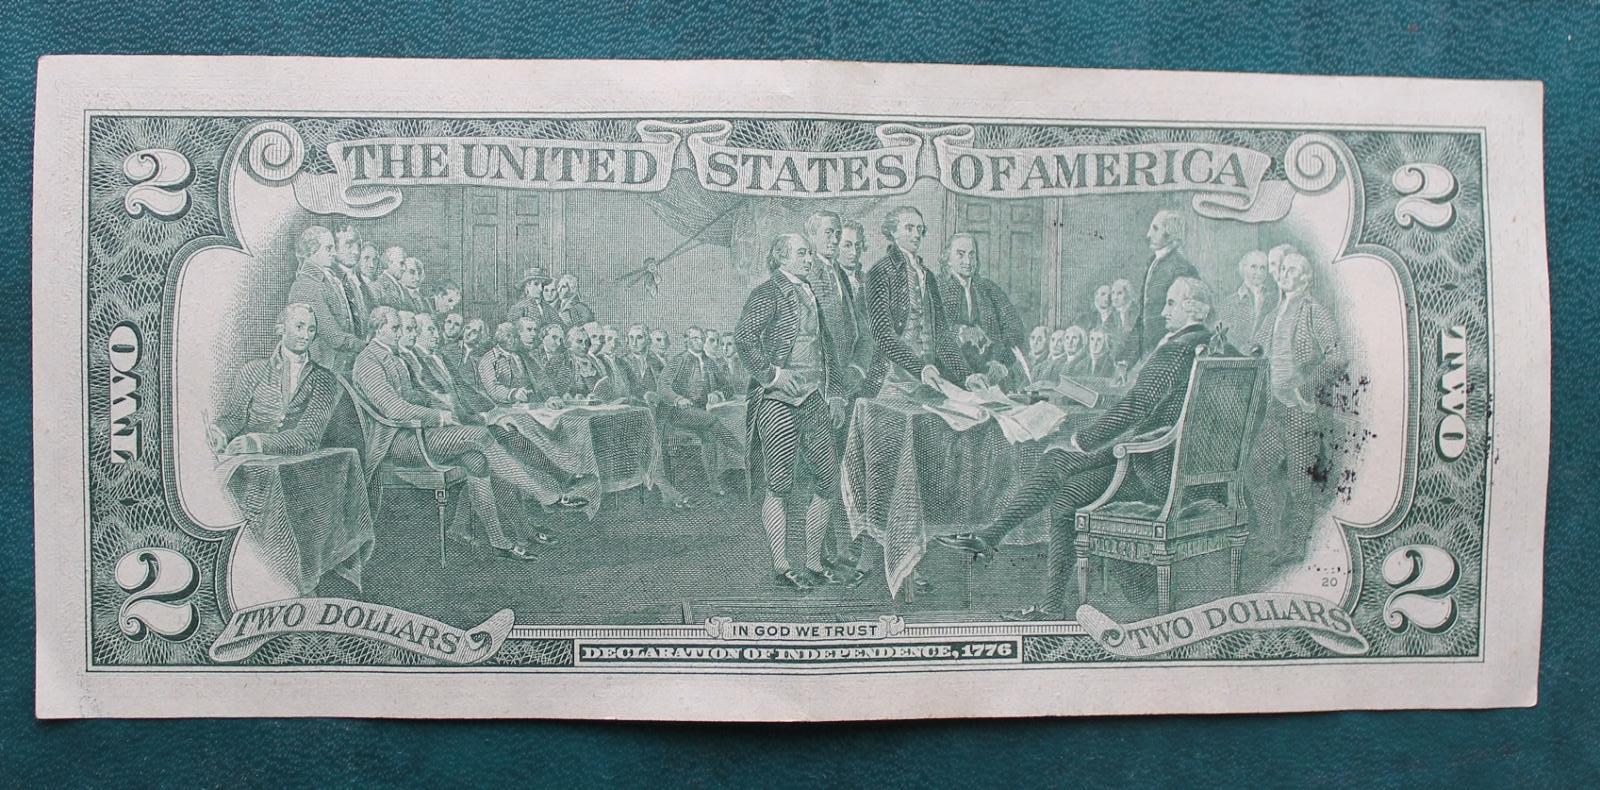 2 THE UNITED STATES OF AMERICA 2
TWO
TWO
2 20 2
TWO DOLLARS
TWO DOLLARS
IN GOD WE TRUST
DECLARATION OF INDEPENDENCE, 1776